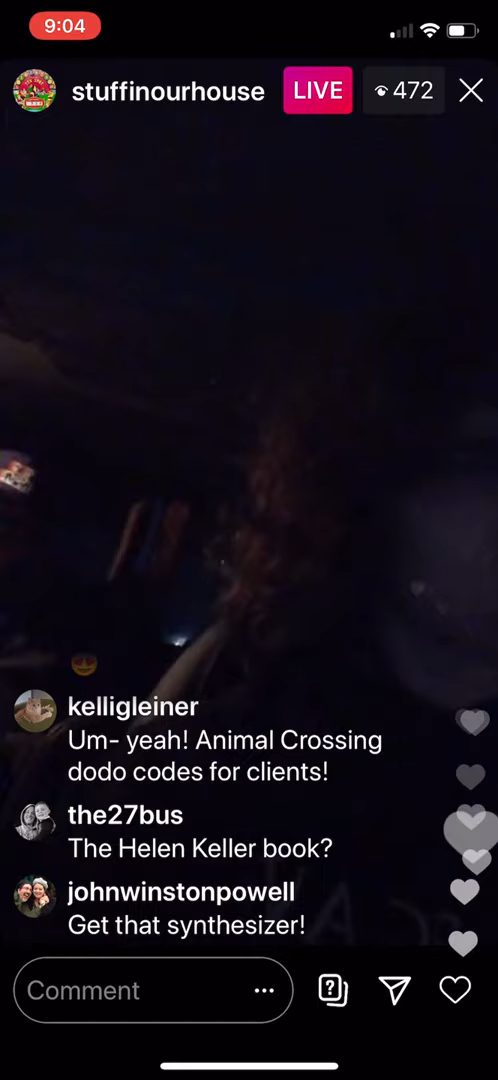 9:04
stuffinourhouse LIVE 472
kelligleiner
Um- yeah! Animal Crossing
dodo codes for clients!
the27bus
The Helen Keller book?
johnwinstonpowell
Get that synthesizer!
Comment